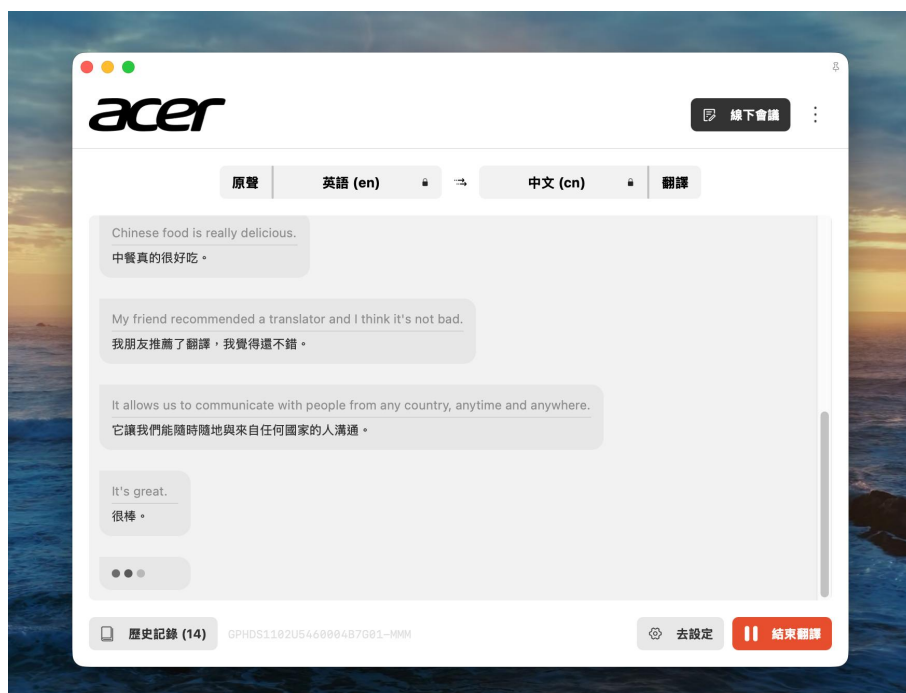 acer
線下會議
原聲 英語 (en) 中文 (cn) 翻譯
Chinese food is really delicious.
中餐真的很好吃。
My friend recommended a translator and I think it's not bad.
我朋友推薦了翻譯，我覺得還不錯。
It allows us to communicate with people from any country, anytime and anywhere.
它讓我們能隨時隨地與來自任何國家的人溝通。
It's great.
很棒。
歷史記錄 (14) GPHDS1102U5460004B7G01-MMM 去設定 結束翻譯